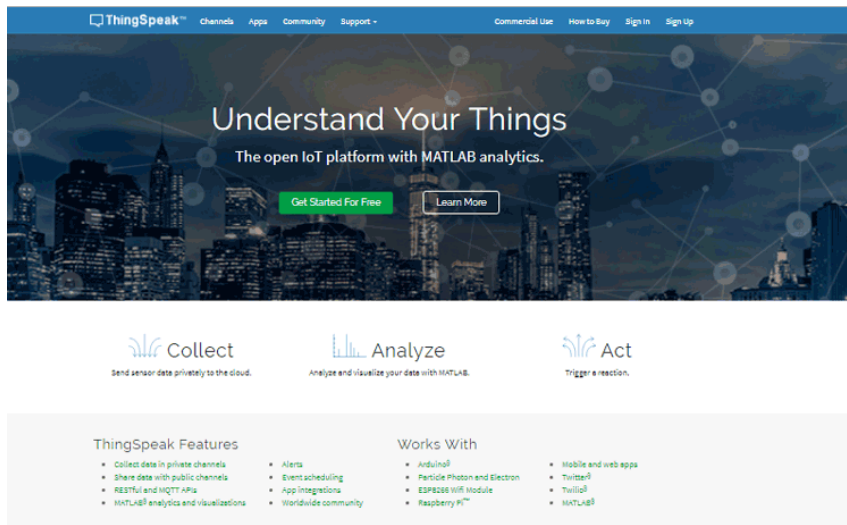 ThingSpeak™ Channels Apps Community Support Commercial Use How to Buy Sign In Sign Up
Understand Your Things
The open IoT platform with MATLAB analytics.
Get Started For Free Learn More
Collect
Send sensor data privately to the cloud.
Analyze
Analyze and visualize your data with MATLAB.
Act
Trigger a reaction.
ThingSpeak Features
Collect data in private channels
Share data with public channels
RESTful and MQTT APIs
MATLAB® analytics and visualizations
Alerts
Event scheduling
App integrations
Worldwide community
Works With
Arduino®
Particle Photon and Electron
ESP8266 Wifi Module
Raspberry Pi™
Mobile and web apps
Twitter®
Twilio®
MATLAB®